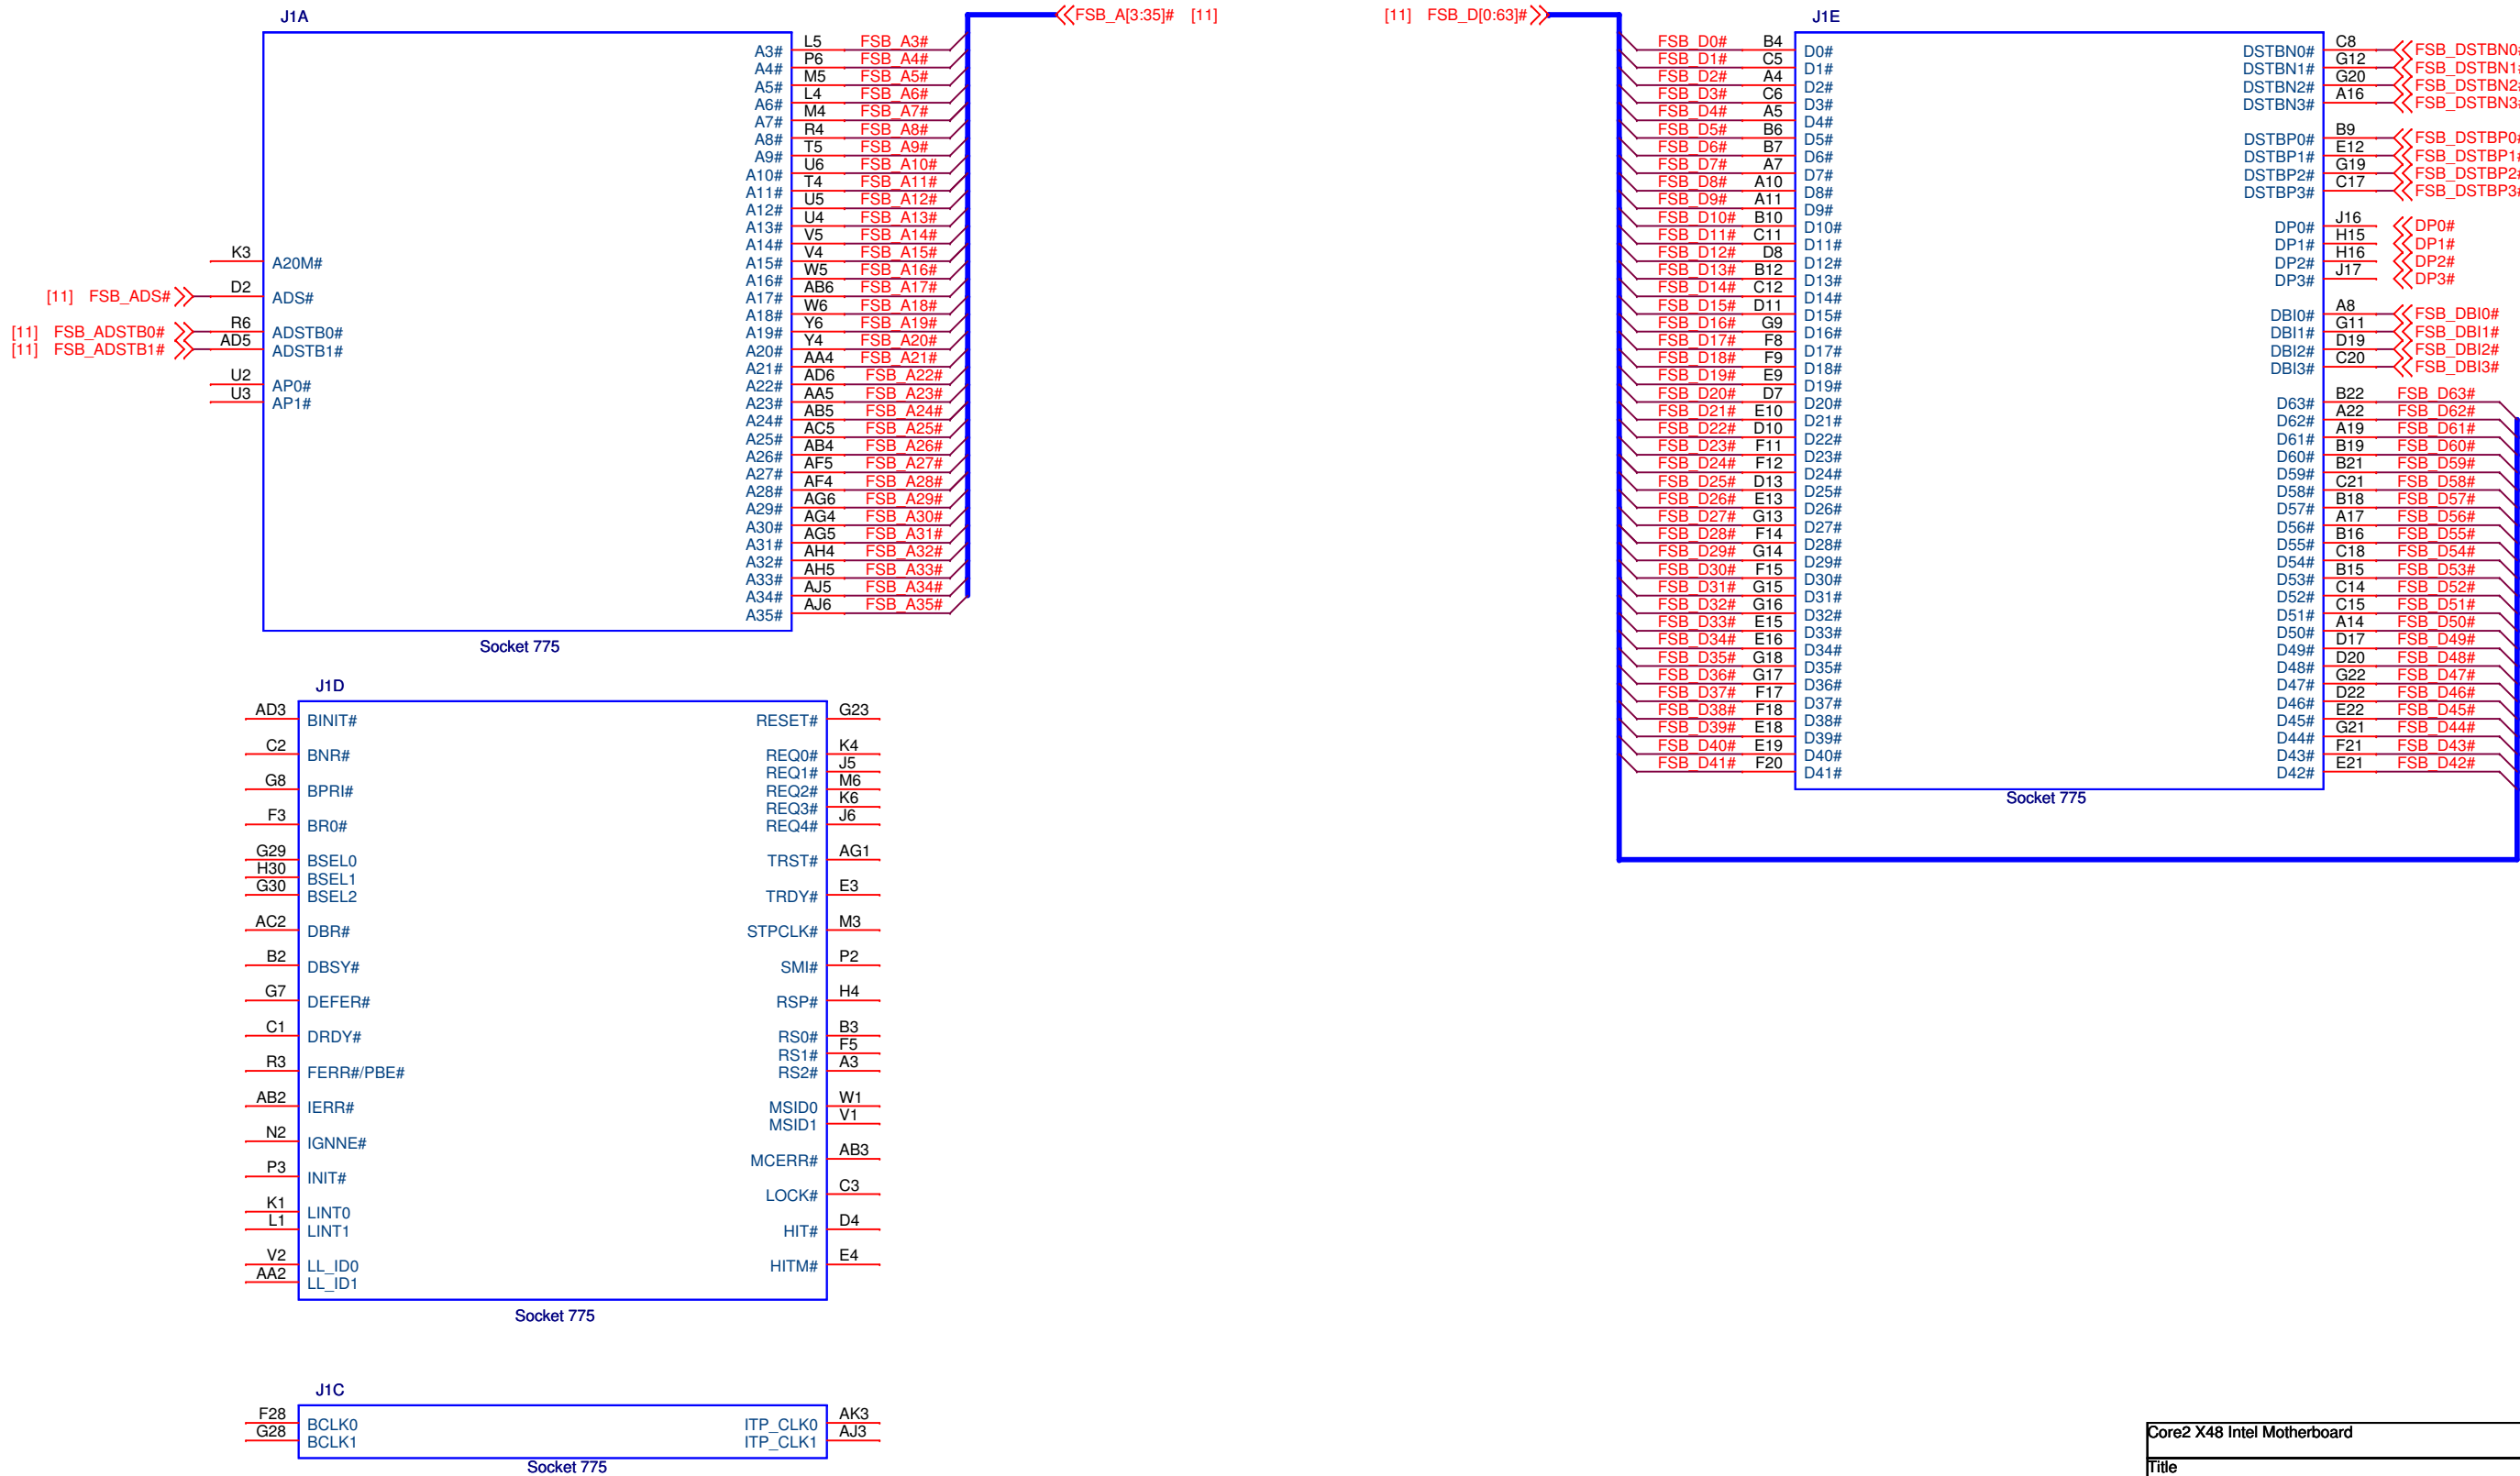 J1A
FSB_A[3:35]# [11]
A3# L5 FSB_A3#
A4# P6 FSB_A4#
A5# M5 FSB_A5#
A6# L4 FSB_A6#
A7# M4 FSB_A7#
A8# R4 FSB_A8#
A9# T5 FSB_A9#
A10# U6 FSB_A10#
A11# T4 FSB_A11#
A12# U5 FSB_A12#
A13# U4 FSB_A13#
A14# V5 FSB_A14#
A15# V4 FSB_A15#
A16# W5 FSB_A16#
A17# AB6 FSB_A17#
A18# W6 FSB_A18#
A19# Y6 FSB_A19#
A20# Y4 FSB_A20#
A21# AA4 FSB_A21#
A22# AD6 FSB_A22#
A23# AA5 FSB_A23#
A24# AB5 FSB_A24#
A25# AC5 FSB_A25#
A26# AB4 FSB_A26#
A27# AF5 FSB_A27#
A28# AF4 FSB_A28#
A29# AG6 FSB_A29#
A30# AG4 FSB_A30#
A31# AG5 FSB_A31#
A32# AH4 FSB_A32#
A33# AH5 FSB_A33#
A34# AJ5 FSB_A34#
A35# AJ6 FSB_A35#
K3 A20M#
[11] FSB_ADS# D2 ADS#
[11] FSB_ADSTB0# R6 ADSTB0#
[11] FSB_ADSTB1# AD5 ADSTB1#
U2 AP0#
U3 AP1#
Socket 775
J1D
AD3 BINIT#
C2 BNR#
G8 BPRI#
F3 BR0#
G29 BSEL0
H30 BSEL1
G30 BSEL2
AC2 DBR#
B2 DBSY#
G7 DEFER#
C1 DRDY#
R3 FERR#/PBE#
AB2 IERR#
N2 IGNNE#
P3 INIT#
K1 LINT0
L1 LINT1
V2 LL_ID0
AA2 LL_ID1
RESET# G23
REQ0# K4
REQ1# J5
REQ2# M6
REQ3# K6
REQ4# J6
TRST# AG1
TRDY# E3
STPCLK# M3
SMI# P2
RSP# H4
RS0# B3
RS1# F5
RS2# A3
MSID0 W1
MSID1 V1
MCERR# AB3
LOCK# C3
HIT# D4
HITM# E4
Socket 775
J1C
F28 BCLK0
G28 BCLK1
ITP_CLK0 AK3
ITP_CLK1 AJ3
Socket 775
[11] FSB_D[0:63]#
J1E
FSB_D0# B4 D0#
FSB_D1# C5 D1#
FSB_D2# A4 D2#
FSB_D3# C6 D3#
FSB_D4# A5 D4#
FSB_D5# B6 D5#
FSB_D6# B7 D6#
FSB_D7# A7 D7#
FSB_D8# A10 D8#
FSB_D9# A11 D9#
FSB_D10# B10 D10#
FSB_D11# C11 D11#
FSB_D12# D8 D12#
FSB_D13# B12 D13#
FSB_D14# C12 D14#
FSB_D15# D11 D15#
FSB_D16# G9 D16#
FSB_D17# F8 D17#
FSB_D18# F9 D18#
FSB_D19# E9 D19#
FSB_D20# D7 D20#
FSB_D21# E10 D21#
FSB_D22# D10 D22#
FSB_D23# F11 D23#
FSB_D24# F12 D24#
FSB_D25# D13 D25#
FSB_D26# E13 D26#
FSB_D27# G13 D27#
FSB_D28# F14 D28#
FSB_D29# G14 D29#
FSB_D30# F15 D30#
FSB_D31# G15 D31#
FSB_D32# G16 D32#
FSB_D33# E15 D33#
FSB_D34# E16 D34#
FSB_D35# G18 D35#
FSB_D36# G17 D36#
FSB_D37# F17 D37#
FSB_D38# F18 D38#
FSB_D39# E18 D39#
FSB_D40# E19 D40#
FSB_D41# F20 D41#
DSTBN0# C8 FSB_DSTBN0#
DSTBN1# G12 FSB_DSTBN1#
DSTBN2# G20 FSB_DSTBN2#
DSTBN3# A16 FSB_DSTBN3#
DSTBP0# B9 FSB_DSTBP0#
DSTBP1# E12 FSB_DSTBP1#
DSTBP2# G19 FSB_DSTBP2#
DSTBP3# C17 FSB_DSTBP3#
DP0# J16 DP0#
DP1# H15 DP1#
DP2# H16 DP2#
DP3# J17 DP3#
DBI0# A8 FSB_DBI0#
DBI1# G11 FSB_DBI1#
DBI2# D19 FSB_DBI2#
DBI3# C20 FSB_DBI3#
D63# B22 FSB_D63#
D62# A22 FSB_D62#
D61# A19 FSB_D61#
D60# B19 FSB_D60#
D59# B21 FSB_D59#
D58# C21 FSB_D58#
D57# B18 FSB_D57#
D56# A17 FSB_D56#
D55# B16 FSB_D55#
D54# C18 FSB_D54#
D53# B15 FSB_D53#
D52# C14 FSB_D52#
D51# C15 FSB_D51#
D50# A14 FSB_D50#
D49# D17 FSB_D49#
D48# D20 FSB_D48#
D47# G22 FSB_D47#
D46# D22 FSB_D46#
D45# E22 FSB_D45#
D44# G21 FSB_D44#
D43# F21 FSB_D43#
D42# E21 FSB_D42#
Socket 775
Core2 X48 Intel Motherboard
Title